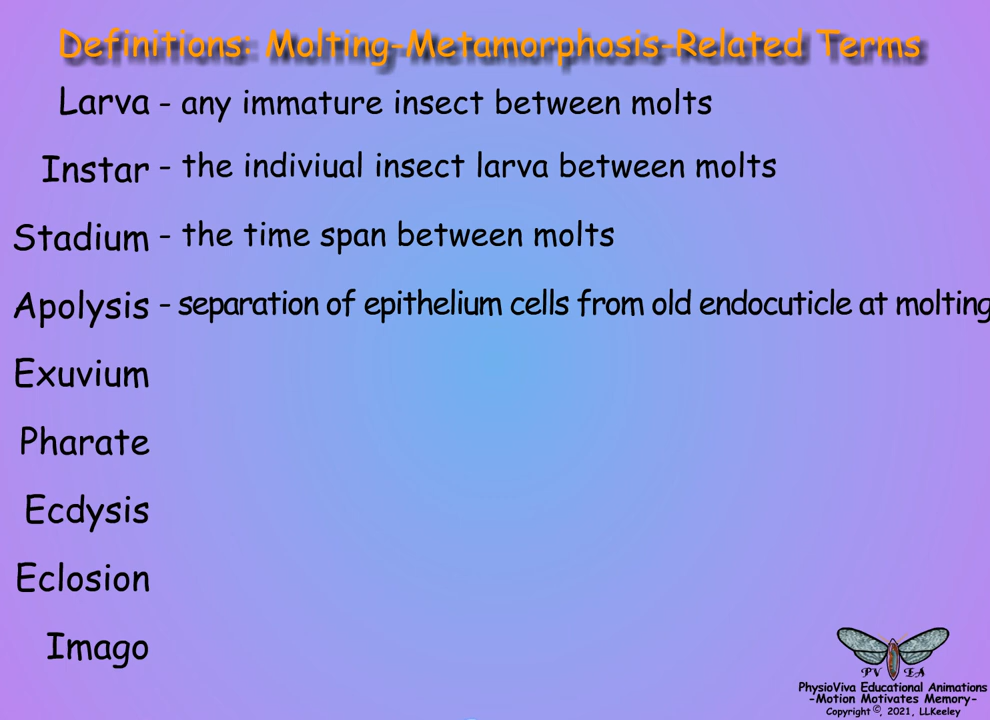 Definitions: Molting-Metamorphosis-Related Terms
Larva - any immature insect between molts
Instar - the indiviual insect larva between molts
Stadium - the time span between molts
Apolysis - separation of epithelium cells from old endocuticle at molting
Exuvium
Pharate
Ecdysis
Eclosion
Imago
PV EA
PhysioViva Educational Animations
-Motion Motivates Memory-
Copyright ©, 2021, LLKeeley